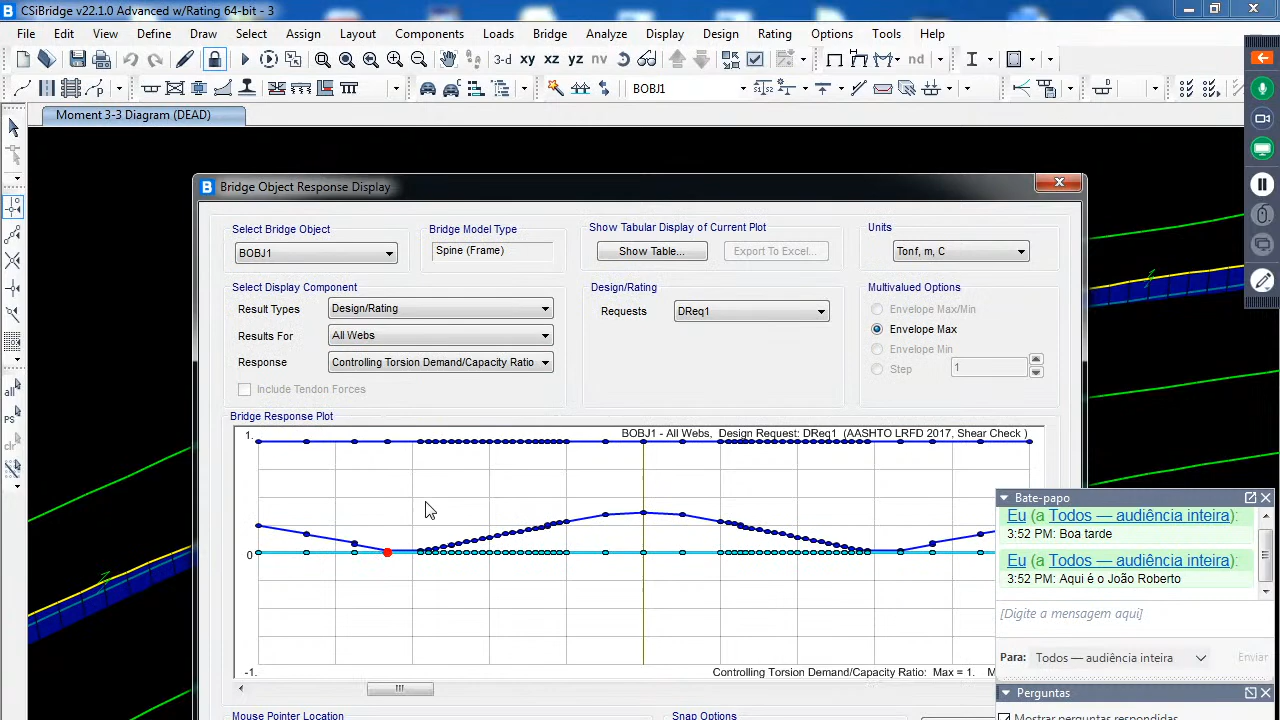 CSiBridge v22.1.0 Advanced w/Rating 64-bit - 3
File Edit View Define Draw Select Assign Layout Components Loads Bridge Analyze Display Design Rating Options Tools Help
3-d xy xz yz nv nd
BOBJ1
Moment 3-3 Diagram (DEAD)
all
PS
clr
Bridge Object Response Display
Select Bridge Object
BOBJ1
Bridge Model Type
Spine (Frame)
Show Tabular Display of Current Plot
Show Table...
Export To Excel...
Units
Tonf, m, C
Select Display Component
Result Types
Design/Rating
Results For
All Webs
Response
Controlling Torsion Demand/Capacity Ratio
Include Tendon Forces
Design/Rating
Requests
DReq1
Multivalued Options
Envelope Max/Min
Envelope Max
Envelope Min
Step
1
Bridge Response Plot
BOBJ1 - All Webs, Design Request: DReq1 (AASHTO LRFD 2017, Shear Check )
1.
0
-1.
Controlling Torsion Demand/Capacity Ratio: Max = 1. M
Mouse Pointer Location
Snap Options
Bate-papo
Eu (a Todos — audiência inteira):
3:52 PM: Boa tarde
Eu (a Todos — audiência inteira):
3:52 PM: Aqui é o João Roberto
[Digite a mensagem aqui]
Para: Todos — audiência inteira
Enviar
Perguntas
Mostrar perguntas respondidas